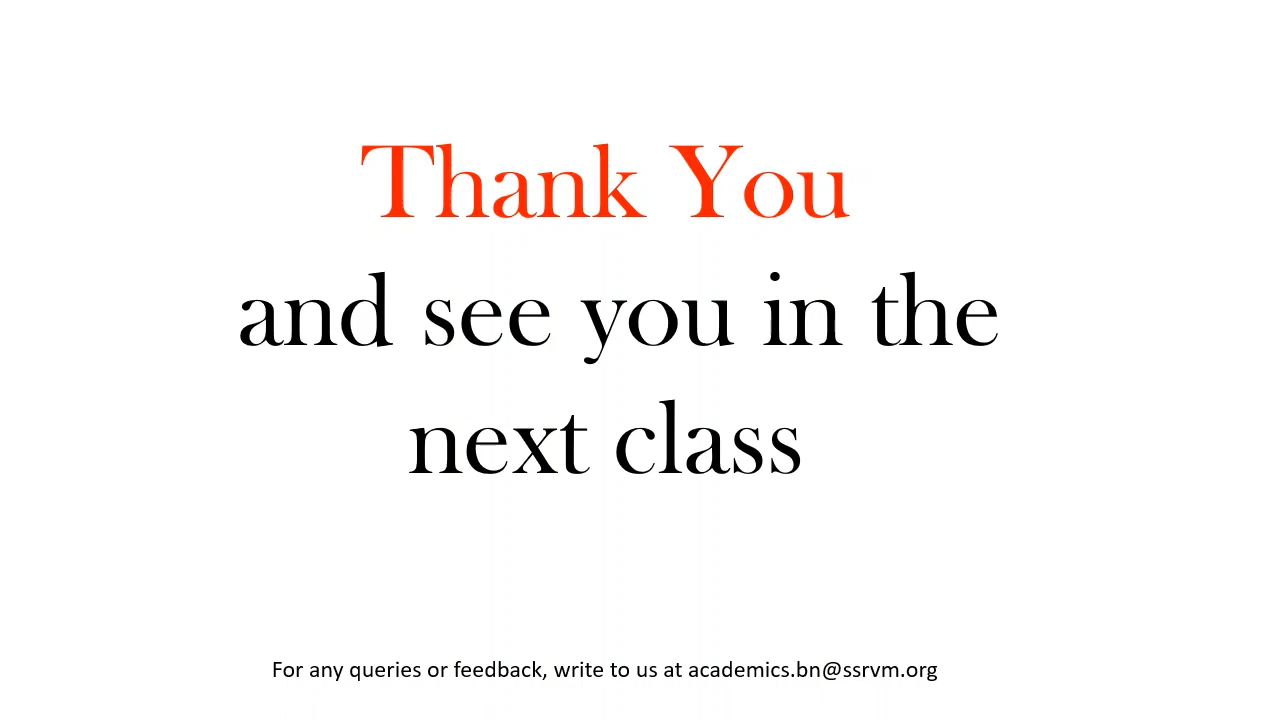 Thank You
and see you in the
next class
For any queries or feedback, write to us at academics.bn@ssrvm.org